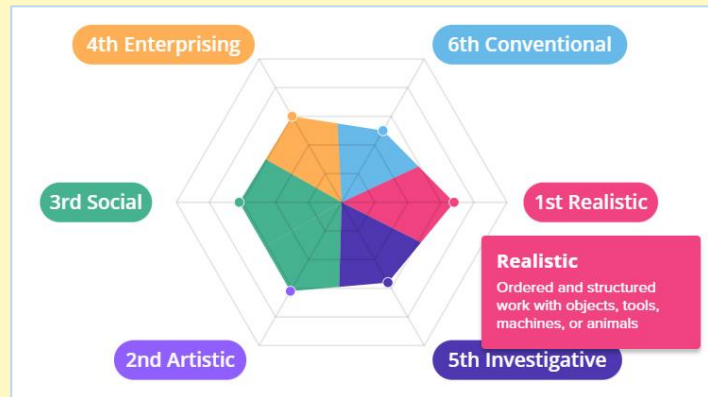 4th Enterprising
6th Conventional
3rd Social
1st Realistic
Realistic
Ordered and structured
work with objects, tools,
machines, or animals
2nd Artistic
5th Investigative